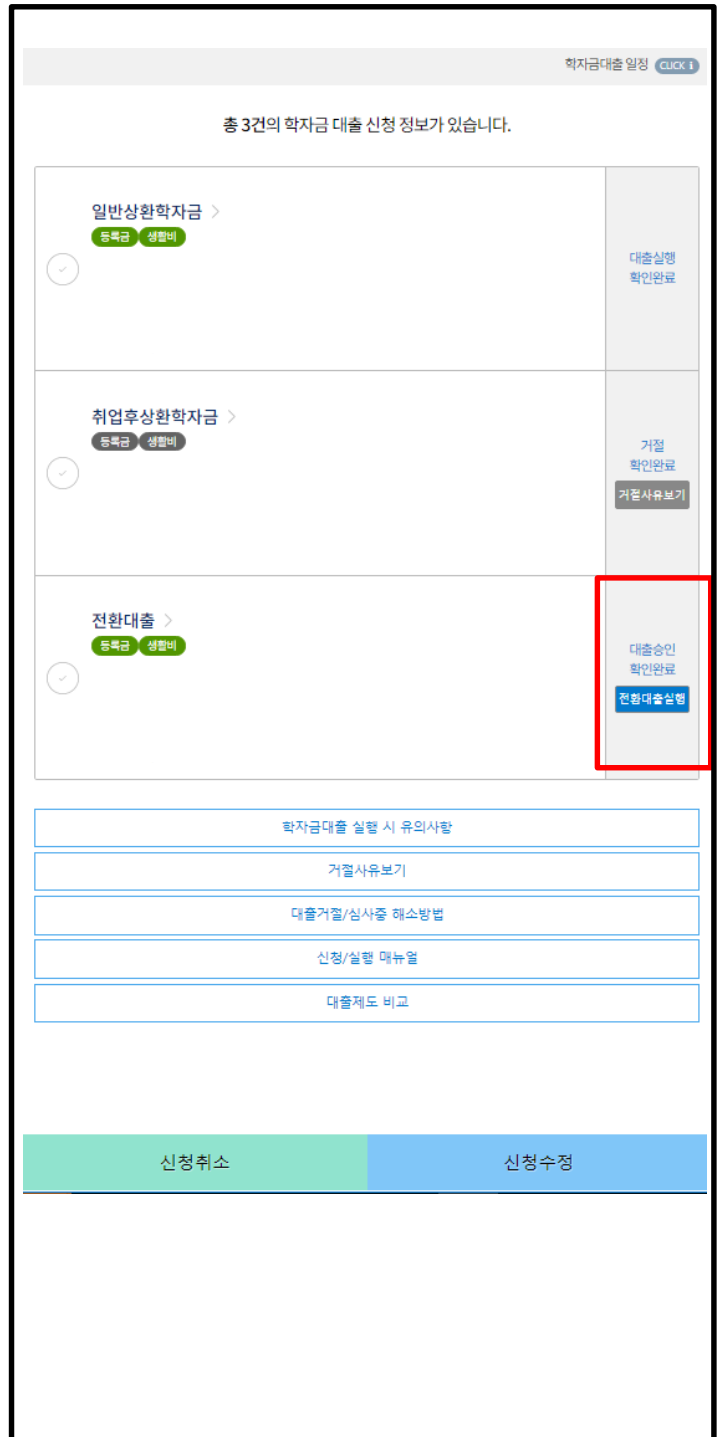 학자금대출 일정 CLICK i
총 3건의 학자금 대출 신청 정보가 있습니다.
일반상환학자금 >
등록금 생활비
대출실행
확인완료
취업후상환학자금 >
등록금 생활비
거절
확인완료
거절사유보기
전환대출 >
등록금 생활비
대출승인
확인완료
전환대출실행
학자금대출 실행 시 유의사항
거절사유보기
대출거절/심사중 해소방법
신청/실행 매뉴얼
대출제도 비교
신청취소
신청수정